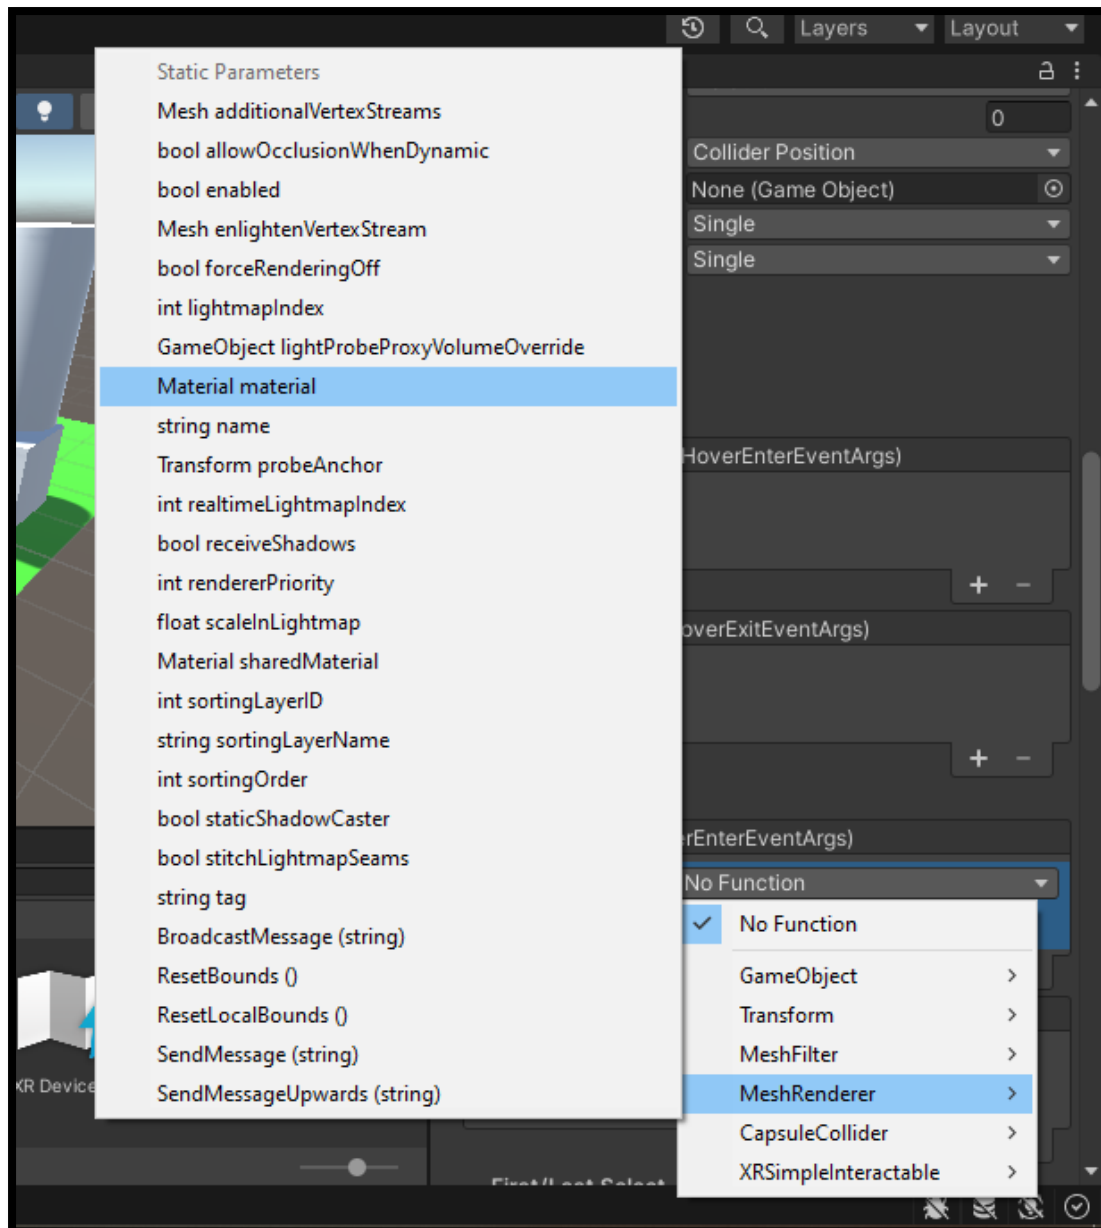 Layers
Layout
Static Parameters
Mesh additionalVertexStreams
bool allowOcclusionWhenDynamic
bool enabled
Mesh enlightenVertexStream
bool forceRenderingOff
int lightmapIndex
GameObject lightProbeProxyVolumeOverride
Material material
string name
Transform probeAnchor
int realtimeLightmapIndex
bool receiveShadows
int rendererPriority
float scaleInLightmap
Material sharedMaterial
int sortingLayerID
string sortingLayerName
int sortingOrder
bool staticShadowCaster
bool stitchLightmapSeams
string tag
BroadcastMessage (string)
ResetBounds ()
ResetLocalBounds ()
SendMessage (string)
SendMessageUpwards (string)
0
Collider Position
None (Game Object)
Single
Single
HoverEnterEventArgs)
overExitEventArgs)
rEnterEventArgs)
No Function
No Function
GameObject
Transform
MeshFilter
MeshRenderer
CapsuleCollider
XRSimpleInteractable
XR Device
First/Last Select